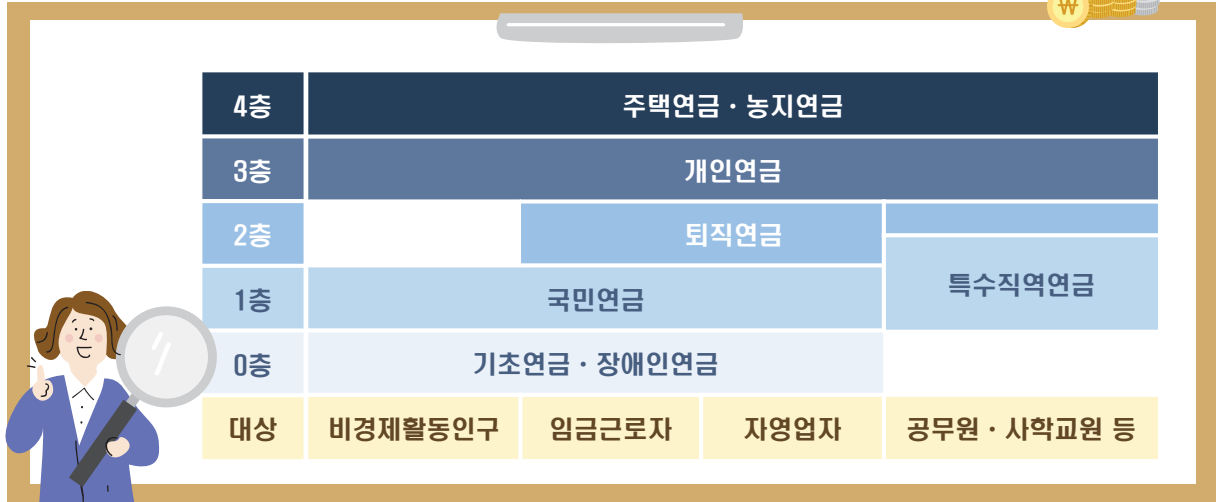 ₩
4층 주택연금 · 농지연금
3층 개인연금
2층 퇴직연금
특수직역연금
1층 국민연금
0층 기초연금 · 장애인연금
대상 비경제활동인구 임금근로자 자영업자 공무원 · 사학교원 등